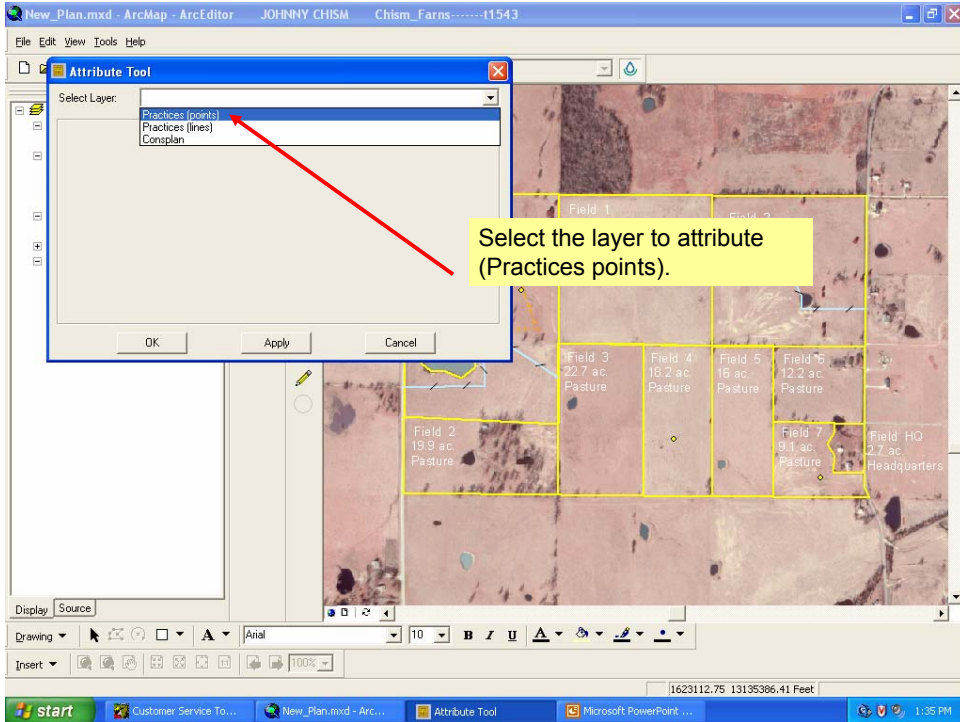 New_Plan.mxd - ArcMap - ArcEditor JOHNNY CHISM Chism_Farns-------t1543
File Edit View Tools Help
Attribute Tool
Select Layer:
Practices (points)
Practices (lines)
Consplan
OK Apply Cancel
Select the layer to attribute
(Practices points).
Field 1
Field 3
22.7 ac.
Pasture
Field 4
18.2 ac.
Pasture
Field 5
16 ac.
Pasture
Field 6
12.2 ac.
Pasture
Field 2
19.9 ac.
Pasture
Field 7
9.1 ac.
Pasture
Field HQ
2.7 ac.
Headquarters
Display Source
Drawing A Arial 10 B I U A
Insert 100%
1623112.75 13135386.41 Feet
start Customer Service To... New_Plan.mxd - Arc... Attribute Tool Microsoft PowerPoint ... 1:35 PM